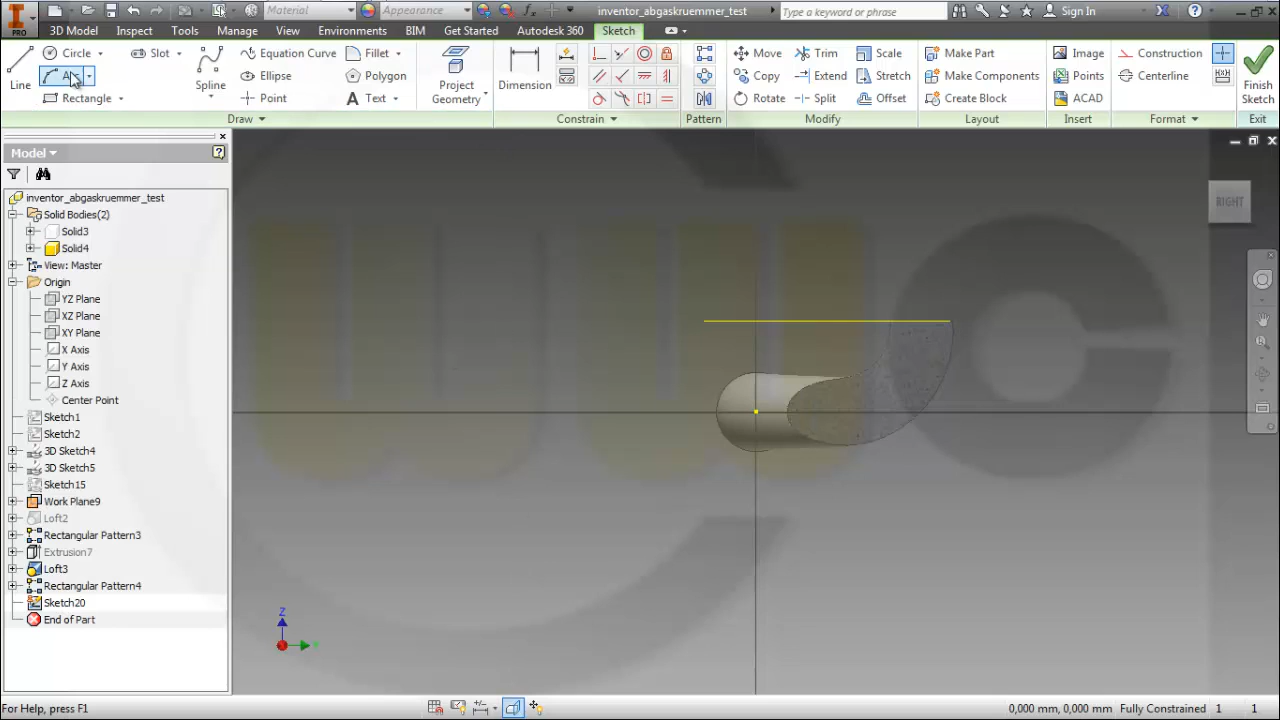 Material Appearance inventor_abgaskruemmer_test Type a keyword or phrase Sign In
PRO
3D Model Inspect Tools Manage View Environments BIM Get Started Autodesk 360 Sketch
Line Circle Rectangle Slot Spline Equation Curve Ellipse Point Fillet Polygon Text
Project Geometry Dimension
Move Copy Rotate Trim Extend Split Scale Stretch Offset
Make Part Make Components Create Block
Image Points ACAD
Construction Centerline
Finish Sketch
Draw Constrain Pattern Modify Layout Insert Format Exit
Model
inventor_abgaskruemmer_test
Solid Bodies(2)
Solid3
Solid4
View: Master
Origin
YZ Plane
XZ Plane
XY Plane
X Axis
Y Axis
Z Axis
Center Point
Sketch1
Sketch2
3D Sketch4
3D Sketch5
Sketch15
Work Plane9
Loft2
Rectangular Pattern3
Extrusion7
Loft3
Rectangular Pattern4
Sketch20
End of Part
RIGHT
Z
For Help, press F1
0,000 mm, 0,000 mm Fully Constrained 1 1